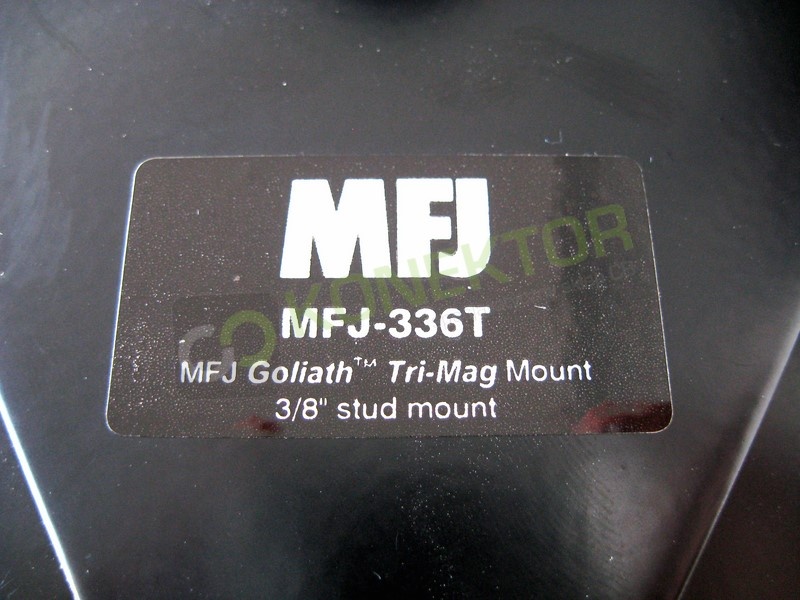 MFJ
KONEKTOR
MFJ-336T
MFJ Goliath™ Tri-Mag Mount
3/8" stud mount